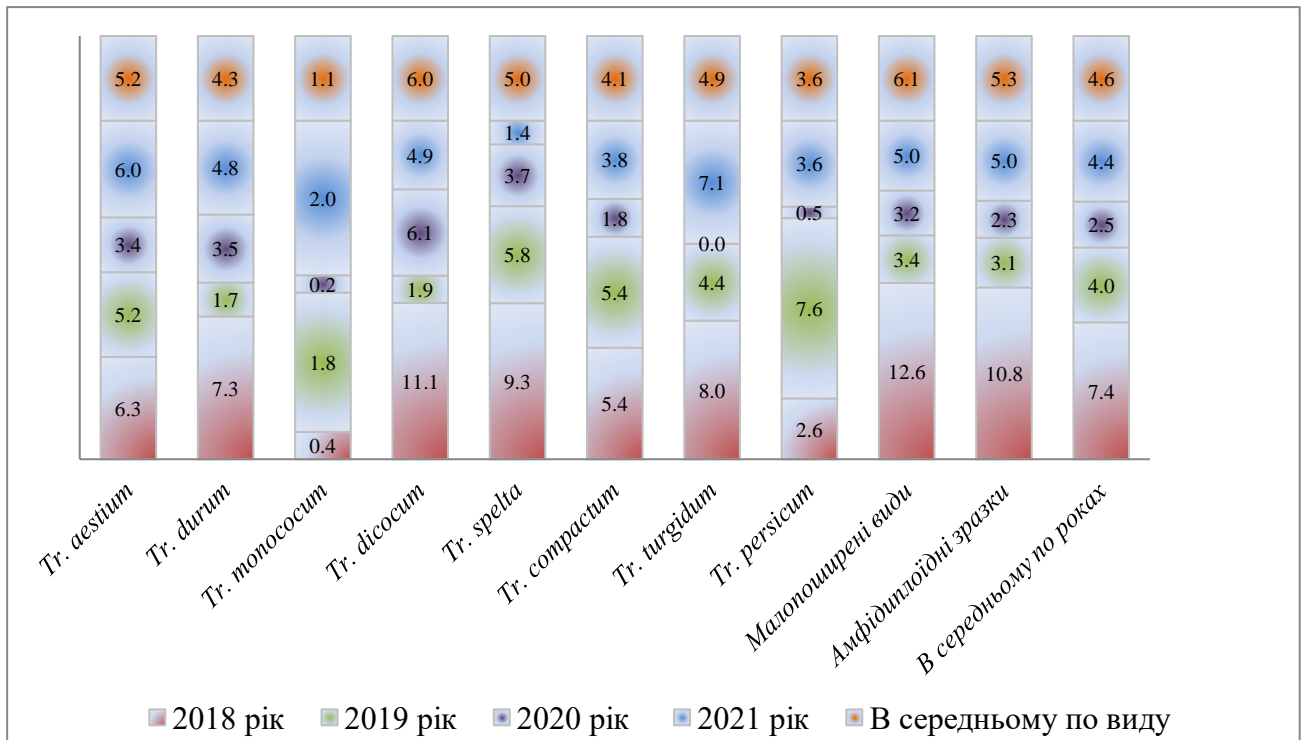 5.2 4.3 1.1 6.0 5.0 4.1 4.9 3.6 6.1 5.3 4.6
6.0 4.8 2.0 4.9 1.4 3.8 7.1 3.6 5.0 5.0 4.4
3.4 3.5 0.2 6.1 3.7 1.8 0.0 0.5 3.2 2.3 2.5
5.2 1.7 1.8 1.9 5.8 5.4 4.4 7.6 3.4 3.1 4.0
6.3 7.3 0.4 11.1 9.3 5.4 8.0 2.6 12.6 10.8 7.4
Tr. aestium
Tr. durum
Tr. monococum
Tr. dicocum
Tr. spelta
Tr. compactum
Tr. turgidum
Tr. persicum
Малопоширені види
Амфідиплоїдні зразки
В середньому по роках
2018 рік 2019 рік 2020 рік 2021 рік В середньому по виду